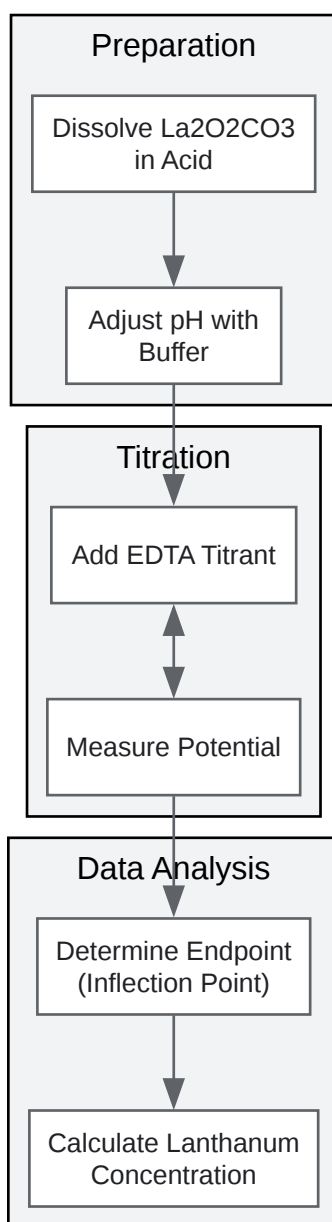 Preparation
Dissolve La2O2CO3
in Acid
Adjust pH with
Buffer
Titration
Add EDTA Titrant
Measure Potential
Data Analysis
Determine Endpoint
(Inflection Point)
Calculate Lanthanum
Concentration